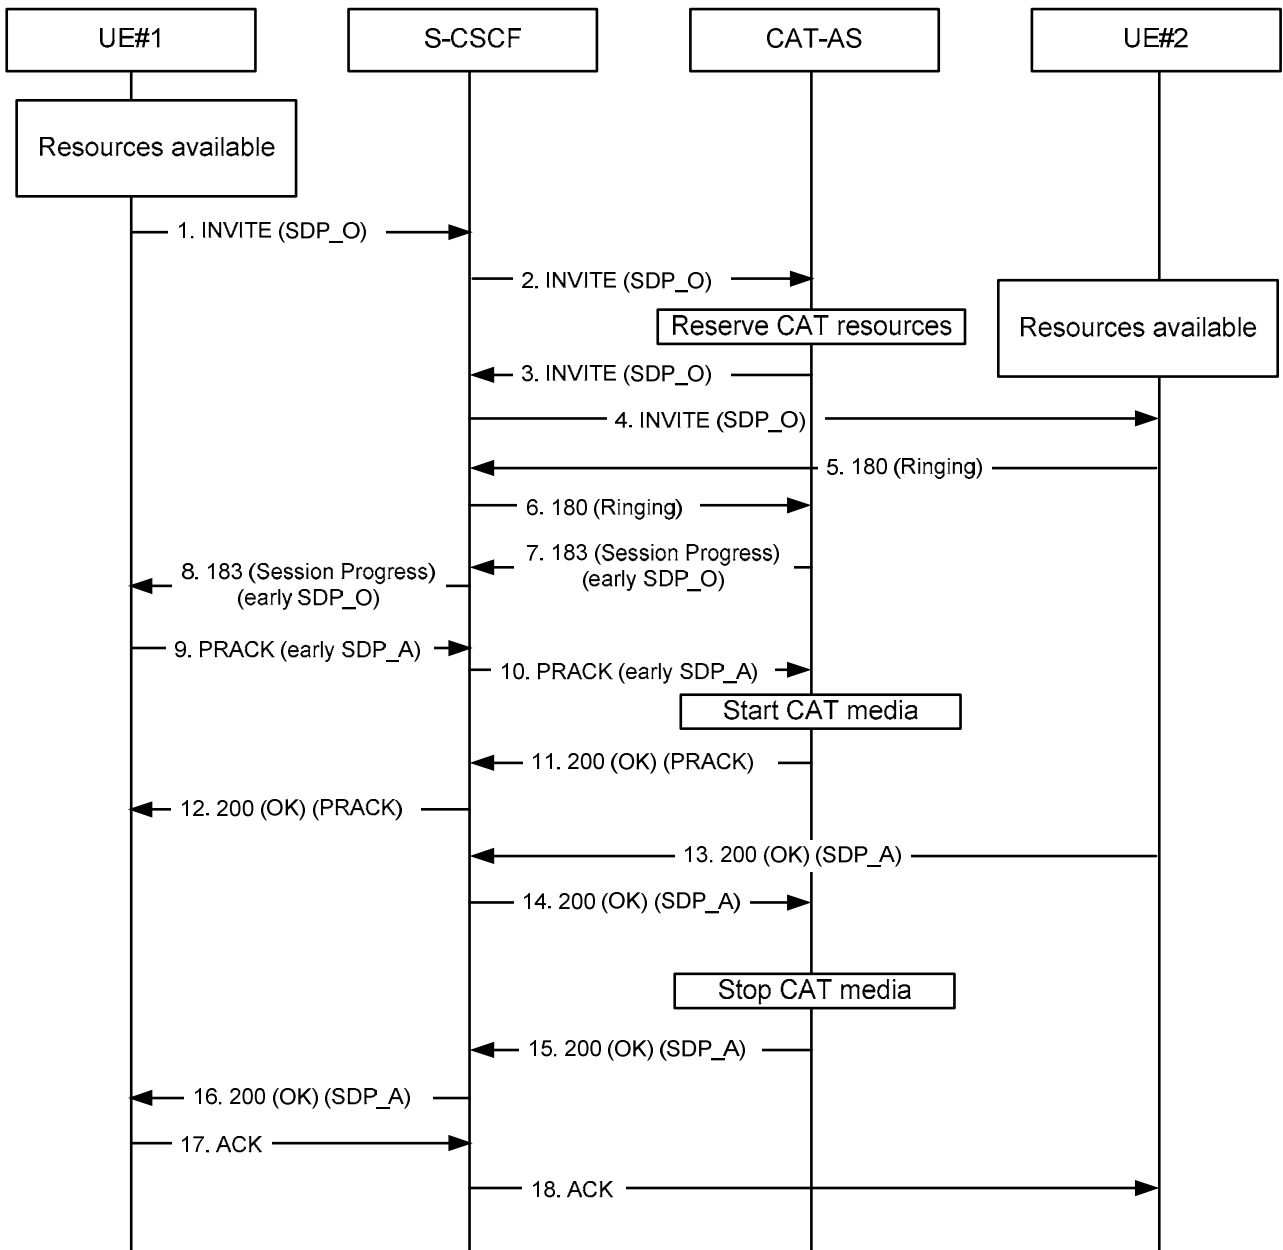 UE#1
S-CSCF
CAT-AS
UE#2
Resources available
1. INVITE (SDP_O)
2. INVITE (SDP_O)
Reserve CAT resources
Resources available
3. INVITE (SDP_O)
4. INVITE (SDP_O)
5. 180 (Ringing)
6. 180 (Ringing)
7. 183 (Session Progress)
(early SDP_O)
8. 183 (Session Progress)
(early SDP_O)
9. PRACK (early SDP_A)
10. PRACK (early SDP_A)
Start CAT media
11. 200 (OK) (PRACK)
12. 200 (OK) (PRACK)
13. 200 (OK) (SDP_A)
14. 200 (OK) (SDP_A)
Stop CAT media
15. 200 (OK) (SDP_A)
16. 200 (OK) (SDP_A)
17. ACK
18. ACK